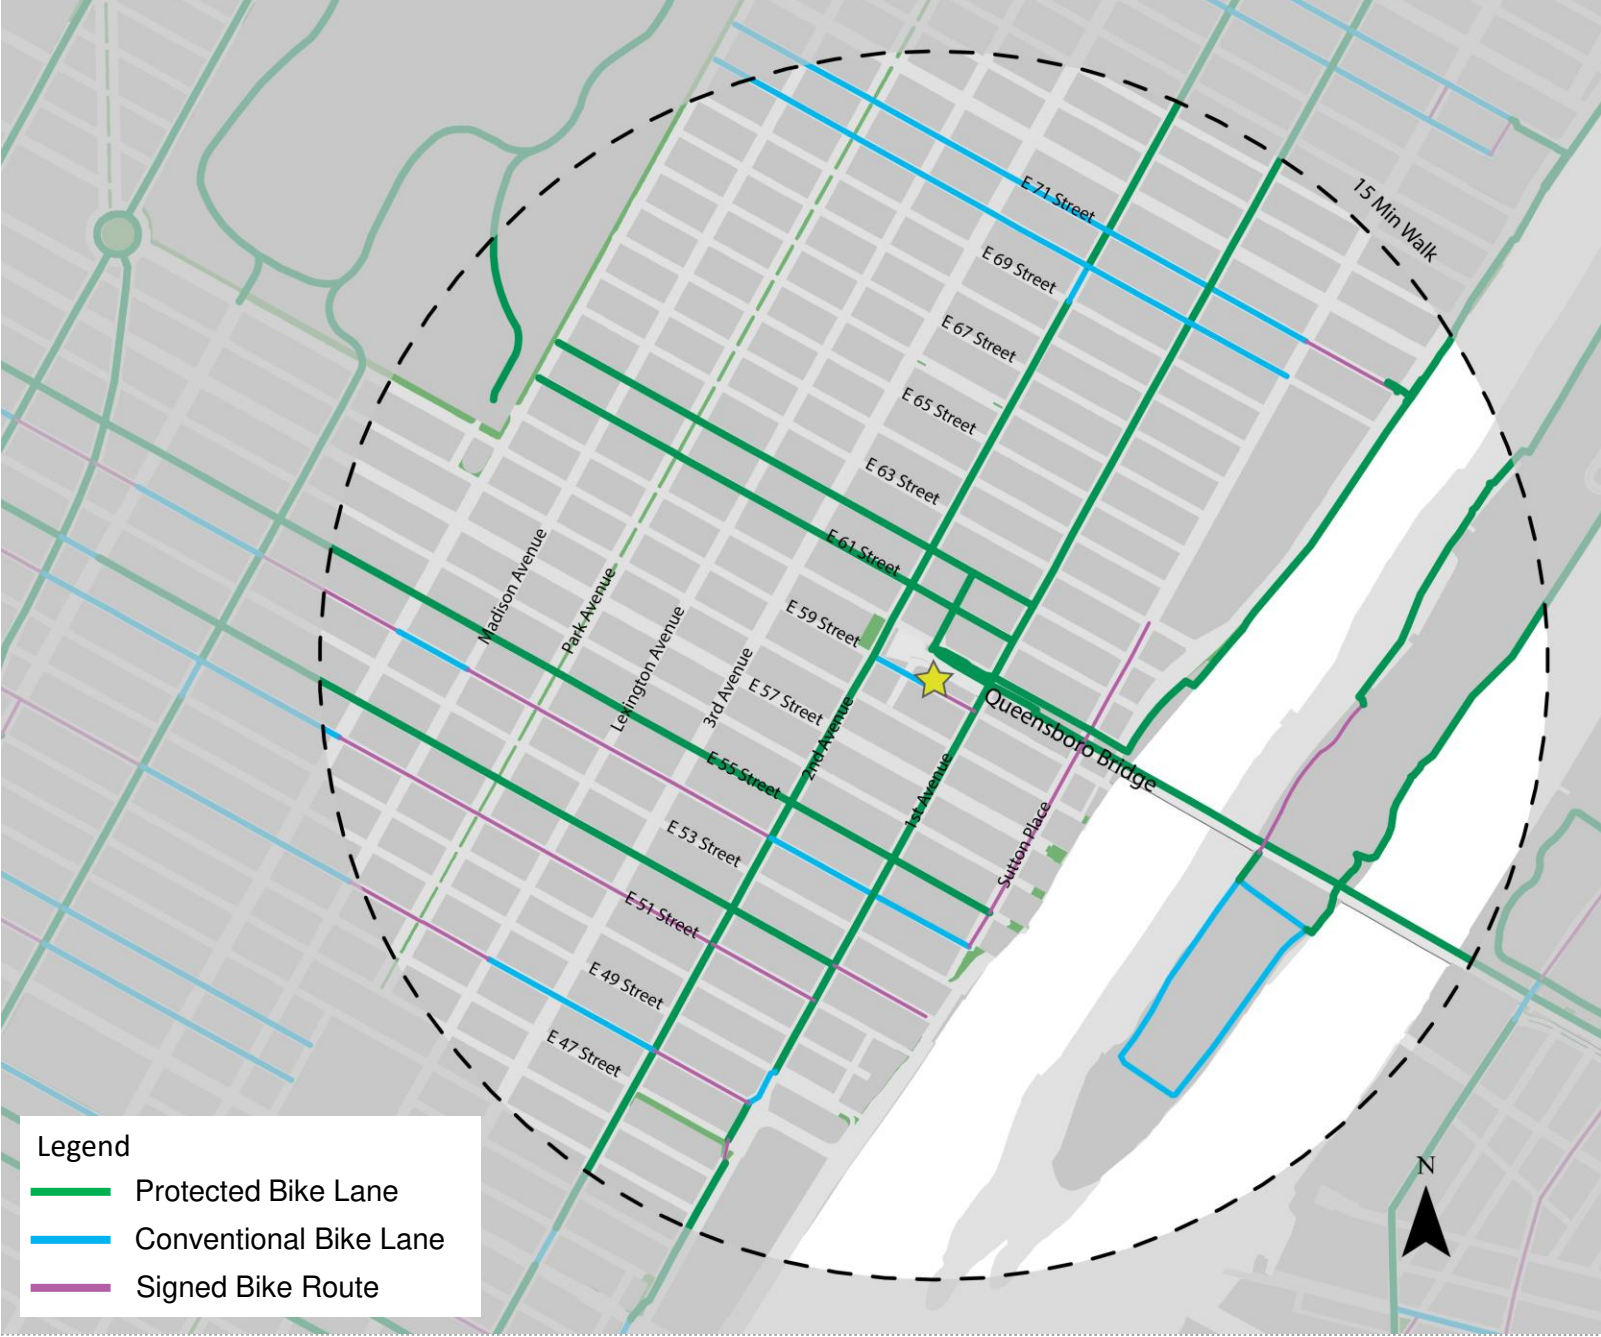 15 Min Walk
E 71 Street
E 69 Street
E 67 Street
E 65 Street
E 63 Street
E 61 Street
E 59 Street
E 57 Street
E 55 Street
E 53 Street
E 51 Street
E 49 Street
E 47 Street
Madison Avenue
Park Avenue
Lexington Avenue
3rd Avenue
2nd Avenue
1st Avenue
Sutton Place
Queensboro Bridge
N
Legend
Protected Bike Lane
Conventional Bike Lane
Signed Bike Route